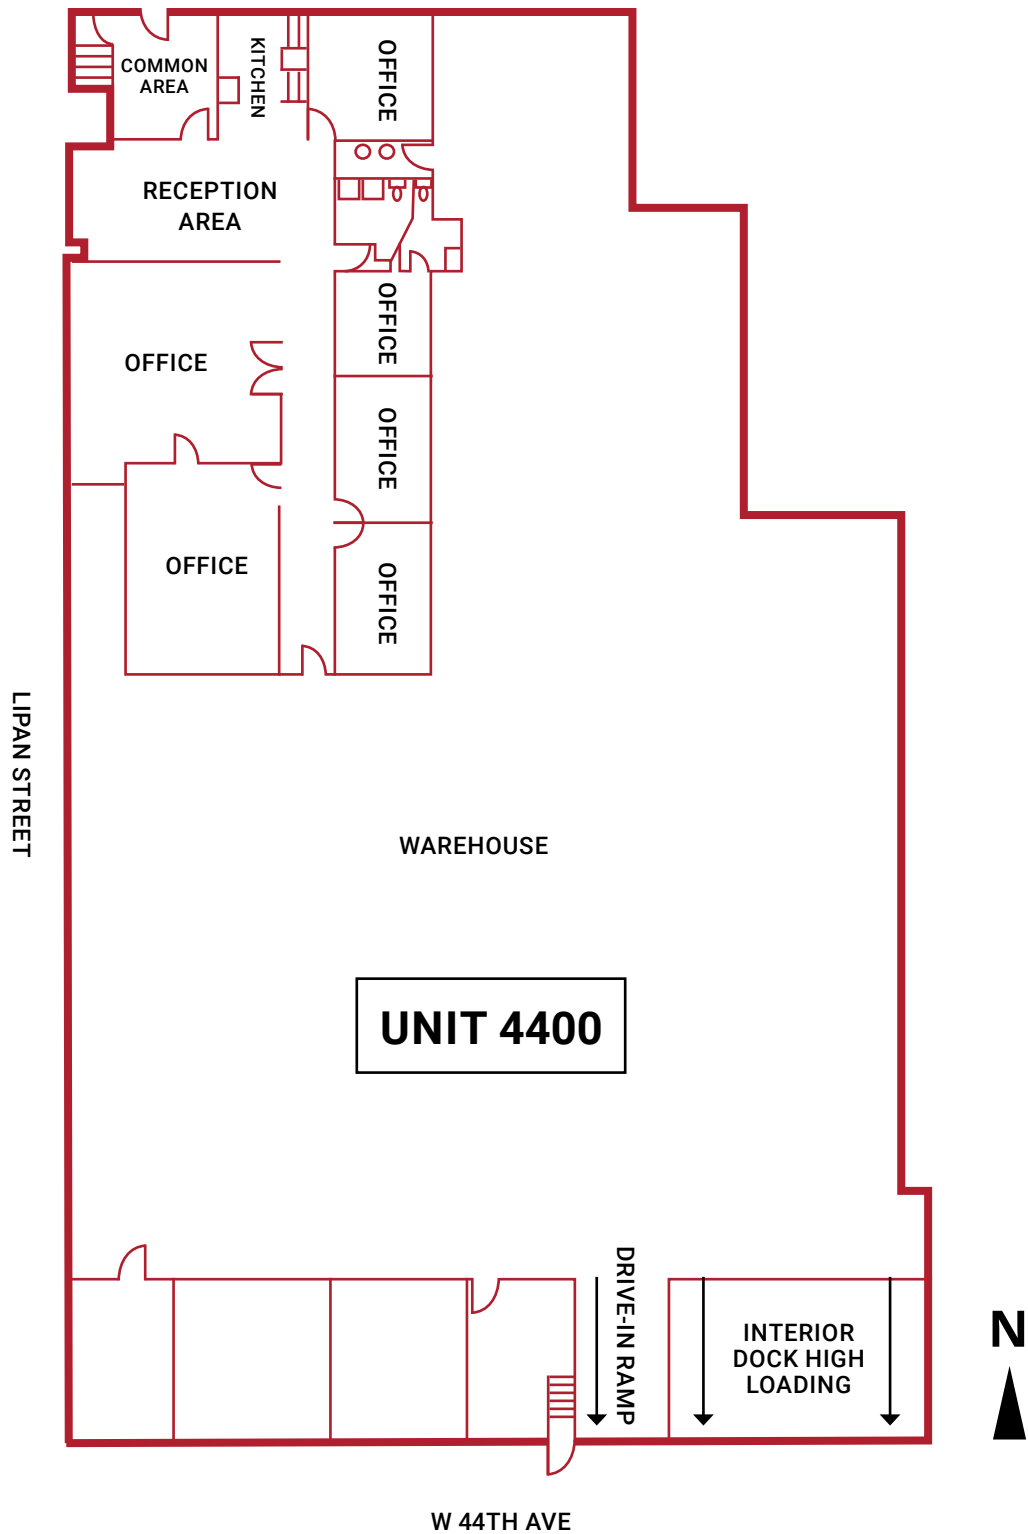 COMMON
AREA
KITCHEN
OFFICE
RECEPTION
AREA
OFFICE
OFFICE
OFFICE
OFFICE
OFFICE
LIPAN STREET
WAREHOUSE
UNIT 4400
DRIVE-IN RAMP
INTERIOR
DOCK HIGH
LOADING
N
W 44TH AVE